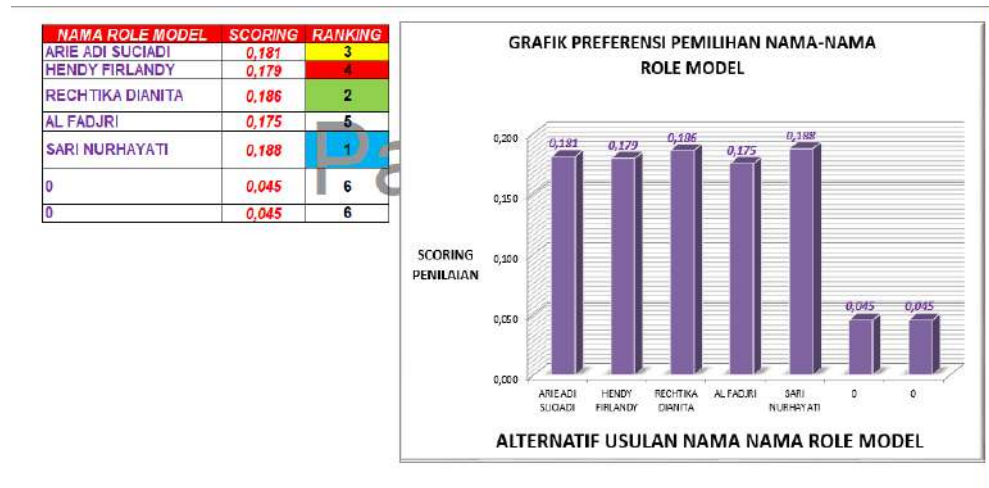 NAMA ROLE MODEL SCORING RANKING
ARIE ADI SUCIADI 0,181 3
HENDY FIRLANDY 0,179 4
RECHTIKA DIANITA 0,186 2
AL FADJRI 0,175 5
SARI NURHAYATI 0,188 1
0 0,045 6
0 0,045 6
Pa
GRAFIK PREFERENSI PEMILIHAN NAMA-NAMA
ROLE MODEL
0,200
0,150
0,100
0,050
0,000
SCORING
PENILAIAN
0,181 0,179 0,186 0,175 0,188 0,045 0,045
ARIE ADI HENDY RECHTIKA AL FADJRI SARI 0 0
SUCIADI FIRLANDY DIANITA NURHAYATI
ALTERNATIF USULAN NAMA NAMA ROLE MODEL